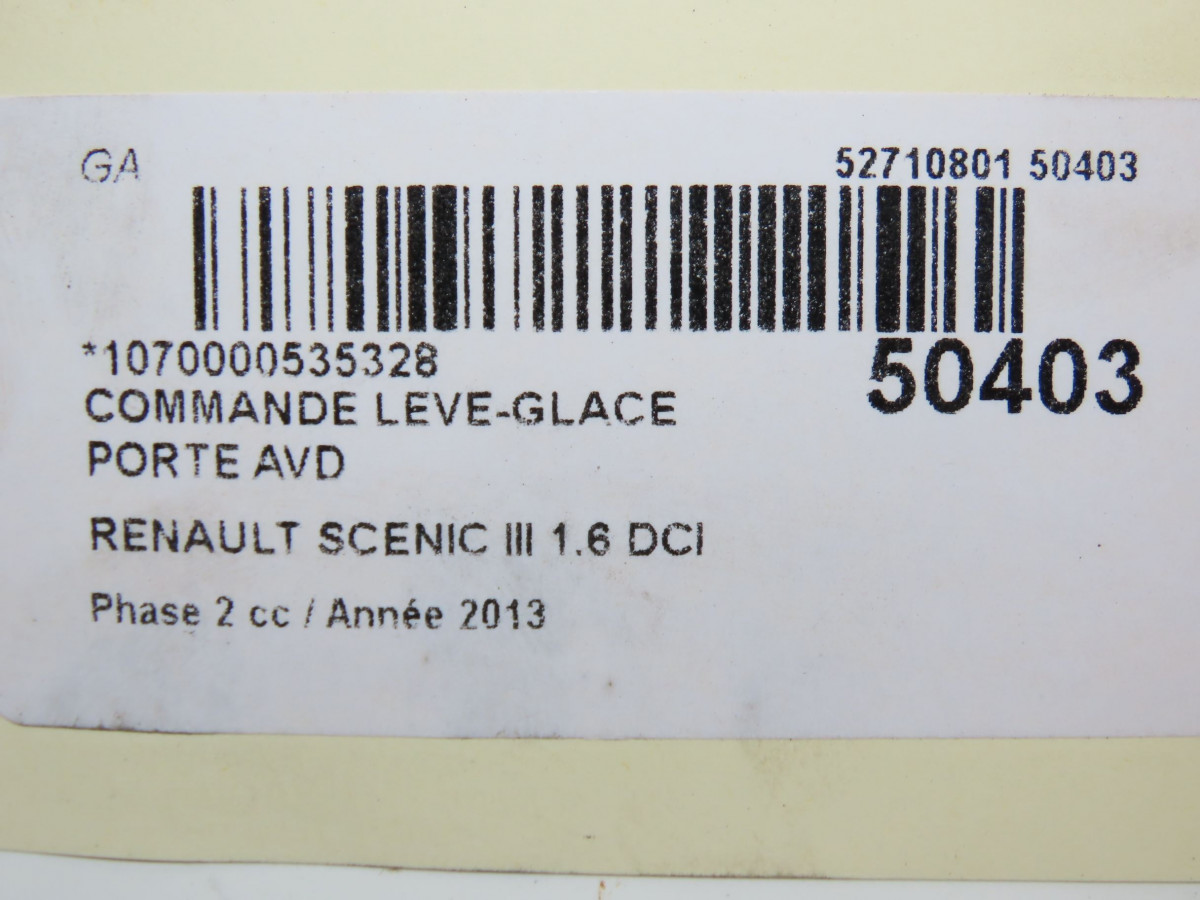 GA 52710801 50403
*1070000535328 50403
COMMANDE LEVE-GLACE
PORTE AVD
RENAULT SCENIC III 1.6 DCI
Phase 2 cc / Année 2013